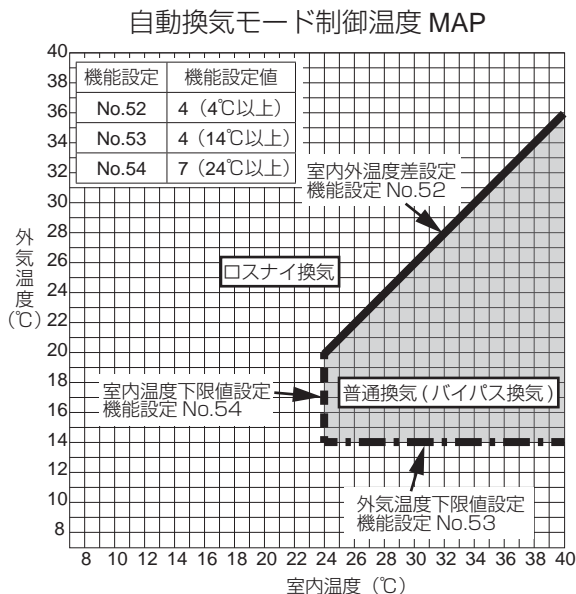 自動換気モード制御温度 MAP
機能設定 機能設定値
No.52 4（4℃以上）
No.53 4（14℃以上）
No.54 7（24℃以上）
室内外温度差設定
機能設定 No.52
ロスナイ換気
室内温度下限値設定
機能設定 No.54
普通換気 ( バイパス換気 )
外気温度下限値設定
機能設定 No.53
外気温度
（℃）
40
38
36
34
32
30
28
26
24
22
20
18
16
14
12
10
8
8 10 12 14 16 18 20 22 24 26 28 30 32 34 36 38 40
室内温度（℃）